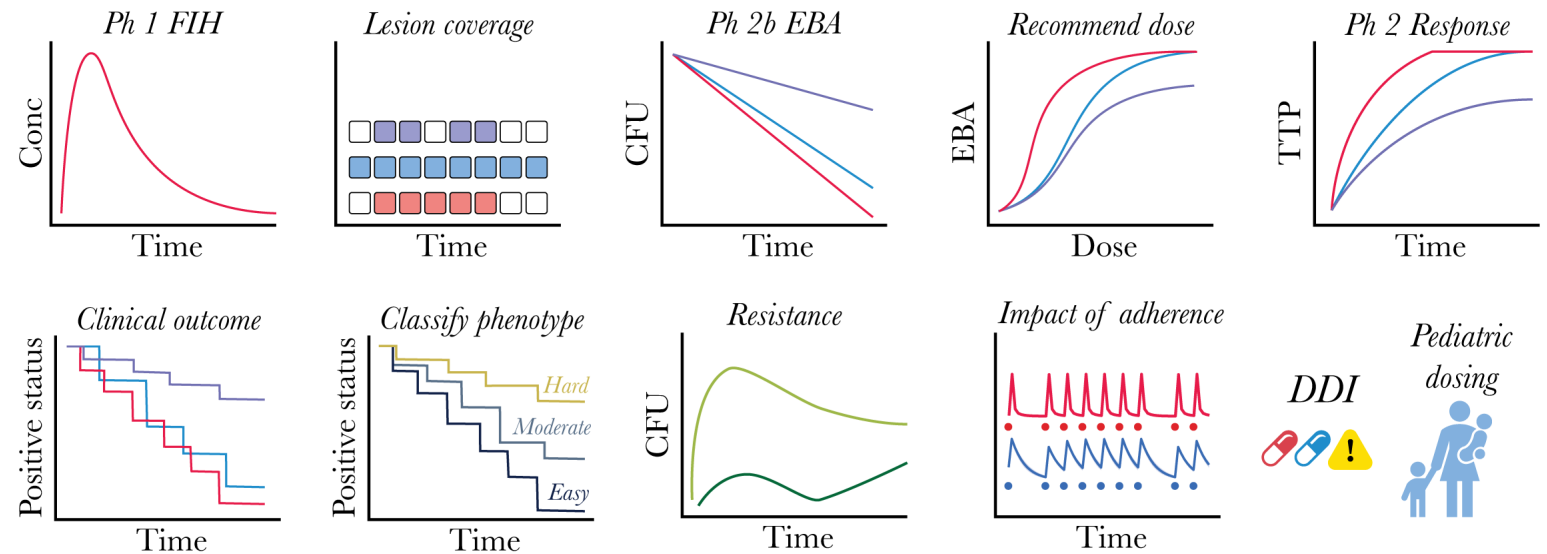 Ph 1 FIH
Conc
Time
Lesion coverage
Time
Ph 2b EBA
CFU
Time
Recommend dose
EBA
Dose
Ph 2 Response
TTP
Time
Clinical outcome
Positive status
Time
Classify phenotype
Positive status
Hard
Moderate
Easy
Time
Resistance
CFU
Time
Impact of adherence
Time
DDI
!
Pediatric
dosing